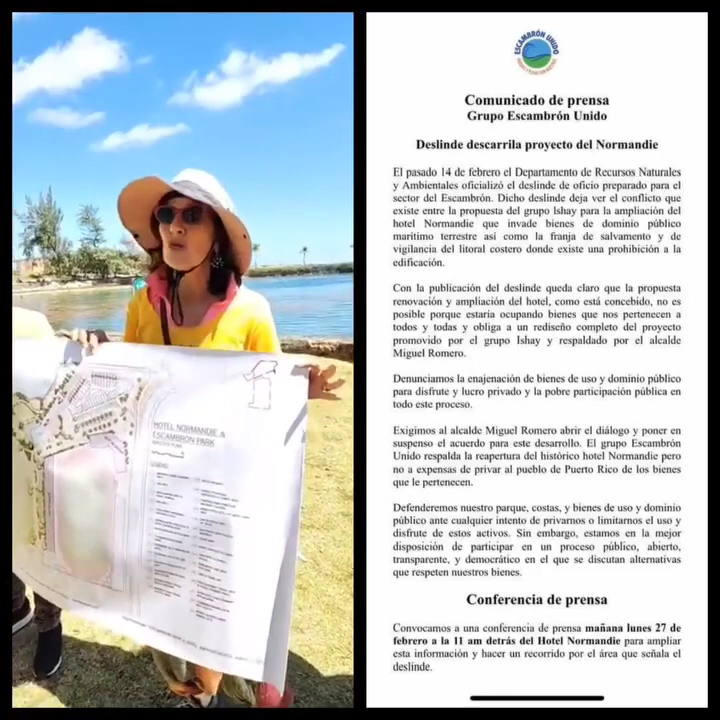 HOTEL NORMANDIE &
ESCAMBRÓN PARK
ESCAMBRÓN UNIDO
Comunicado de prensa
Grupo Escambrón Unido
Deslinde descarrila proyecto del Normandie
El pasado 14 de febrero el Departamento de Recursos Naturales
y Ambientales oficializó el deslinde de oficio preparado para el
sector del Escambrón. Dicho deslinde deja ver el conflicto que
existe entre la propuesta del grupo Ishay para la ampliación del
hotel Normandie que invade bienes de dominio público
marítimo terrestre así como la franja de salvamento y de
vigilancia del litoral costero donde existe una prohibición a la
edificación.
Con la publicación del deslinde queda claro que la propuesta
renovación y ampliación del hotel, como está concebido, no es
posible porque estaría ocupando bienes que nos pertenecen a
todos y todas y obliga a un rediseño completo del proyecto
promovido por el grupo Ishay y respaldado por el alcalde
Miguel Romero.
Denunciamos la enajenación de bienes de uso y dominio público
para disfrute y lucro privado y la pobre participación pública en
todo este proceso.
Exigimos al alcalde Miguel Romero abrir el diálogo y poner en
suspenso el acuerdo para este desarrollo. El grupo Escambrón
Unido respalda la reapertura del histórico hotel Normandie pero
no a expensas de privar al pueblo de Puerto Rico de los bienes
que le pertenecen.
Defenderemos nuestro parque, costas, y bienes de uso y dominio
público ante cualquier intento de privarnos o limitarnos el uso y
disfrute de estos activos. Sin embargo, estamos en la mejor
disposición de participar en un proceso público, abierto,
transparente, y democrático en el que se discutan alternativas
que respeten nuestros bienes.
Conferencia de prensa
Convocamos a una conferencia de prensa mañana lunes 27 de
febrero a la 11 am detrás del Hotel Normandie para ampliar
esta información y hacer un recorrido por el área que señala el
deslinde.